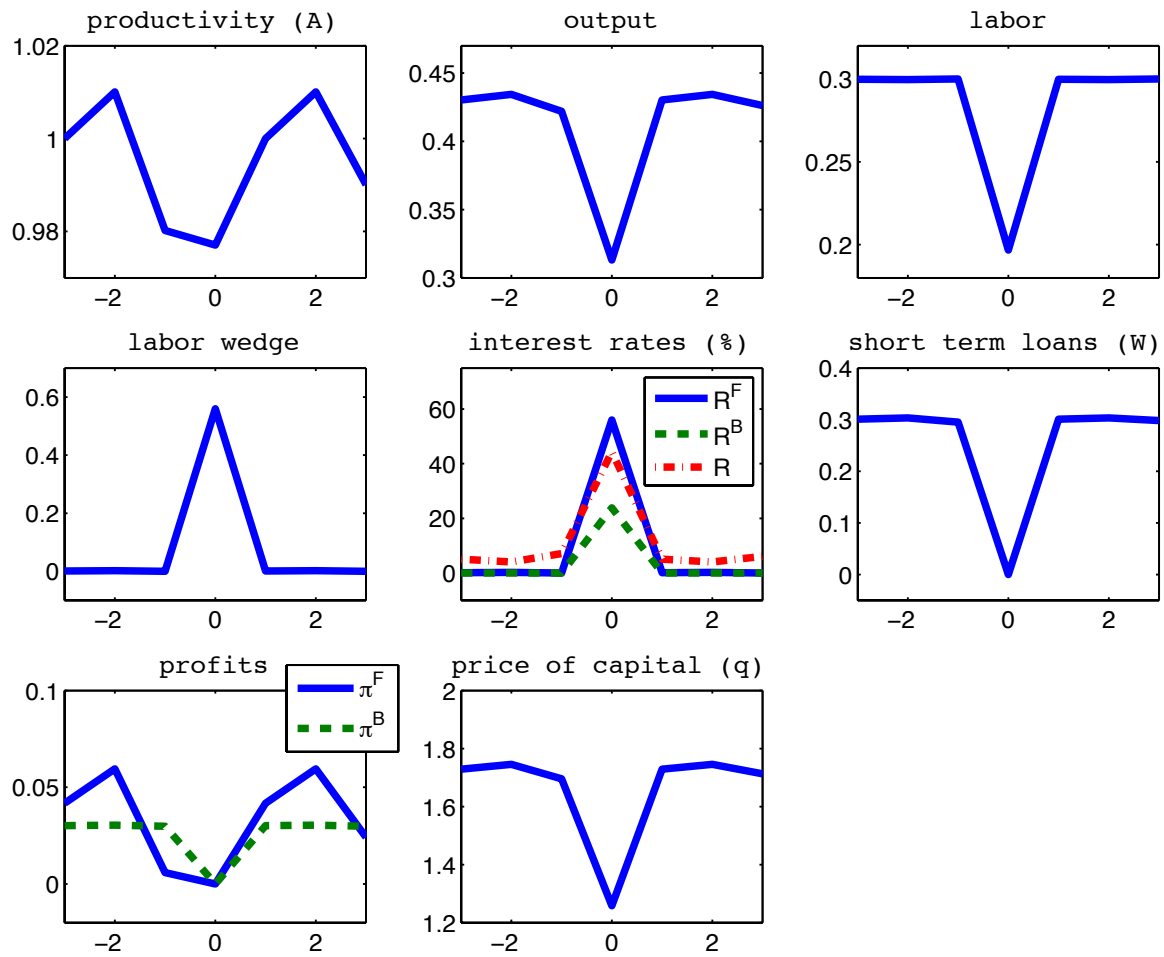 productivity (A)
1.02
1
0.98
−2 0 2
output
0.45
0.4
0.35
0.3
−2 0 2
labor
0.3
0.25
0.2
−2 0 2
labor wedge
0.6
0.4
0.2
0
−2 0 2
interest rates (%)
60
40
20
0
−2 0 2
R^F
R^B
R
short term loans (W)
0.4
0.3
0.2
0.1
0
−2 0 2
profits
0.1
0.05
0
−2 0 2
π^F
π^B
price of capital (q)
2
1.8
1.6
1.4
1.2
−2 0 2